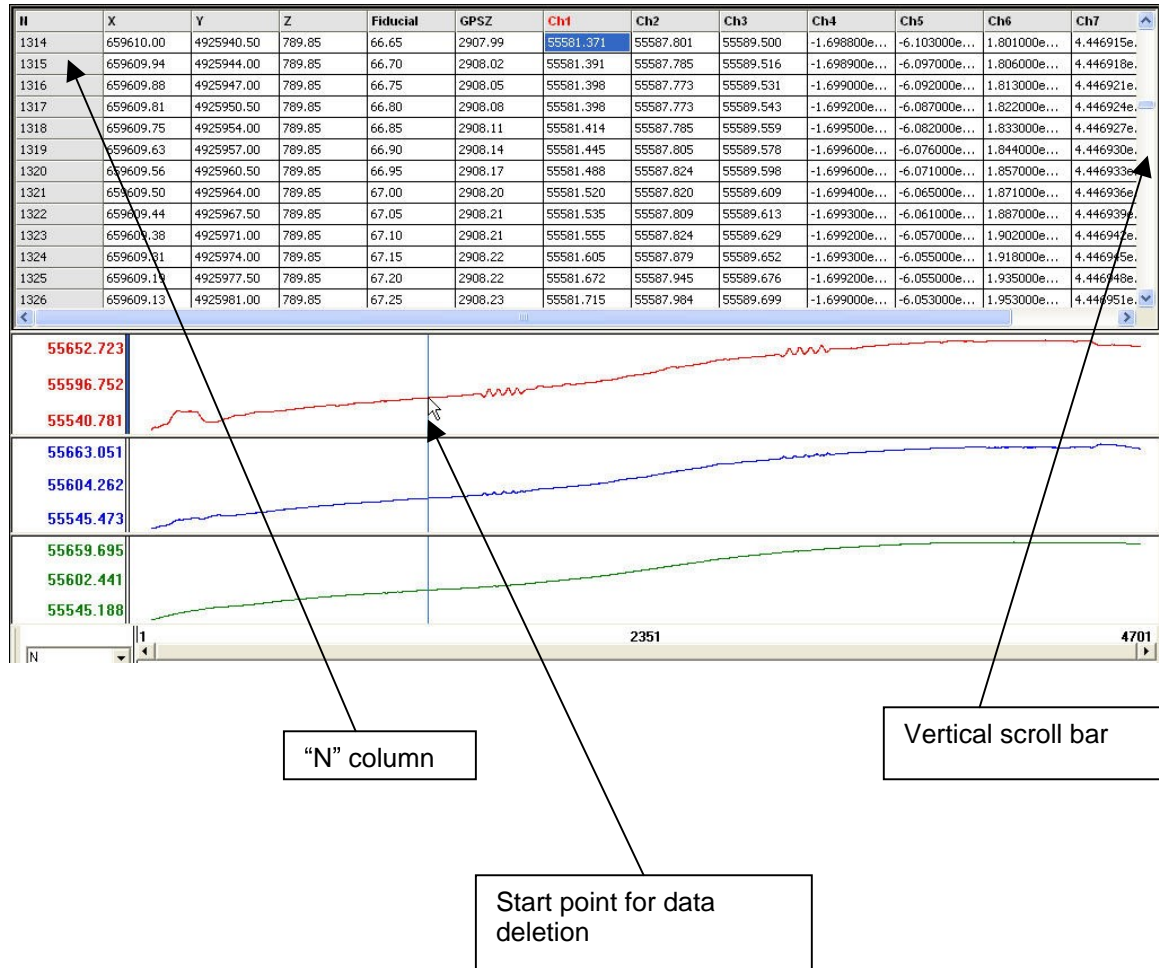 N X Y Z Fiducial GPSZ Ch1 Ch2 Ch3 Ch4 Ch5 Ch6 Ch7
1314 659610.00 4925940.50 789.85 66.65 2907.99 55581.371 55587.801 55589.500 -1.698800e... -6.103000e... 1.801000e... 4.446915e.
1315 659609.94 4925944.00 789.85 66.70 2908.02 55581.391 55587.785 55589.516 -1.698900e... -6.097000e... 1.806000e... 4.446918e.
1316 659609.88 4925947.00 789.85 66.75 2908.05 55581.398 55587.773 55589.531 -1.699000e... -6.092000e... 1.813000e... 4.446921e.
1317 659609.81 4925950.50 789.85 66.80 2908.08 55581.398 55587.773 55589.543 -1.699200e... -6.087000e... 1.822000e... 4.446924e.
1318 659609.75 4925954.00 789.85 66.85 2908.11 55581.414 55587.785 55589.559 -1.699500e... -6.082000e... 1.833000e... 4.446927e.
1319 659609.63 4925957.00 789.85 66.90 2908.14 55581.445 55587.805 55589.578 -1.699600e... -6.076000e... 1.844000e... 4.446930e.
1320 659609.56 4925960.50 789.85 66.95 2908.17 55581.488 55587.824 55589.598 -1.699600e... -6.071000e... 1.857000e... 4.446933e.
1321 659609.50 4925964.00 789.85 67.00 2908.20 55581.520 55587.820 55589.609 -1.699400e... -6.065000e... 1.871000e... 4.446936e.
1322 659609.44 4925967.50 789.85 67.05 2908.21 55581.535 55587.809 55589.613 -1.699300e... -6.061000e... 1.887000e... 4.446939e.
1323 659609.38 4925971.00 789.85 67.10 2908.21 55581.555 55587.824 55589.629 -1.699200e... -6.057000e... 1.902000e... 4.446942e.
1324 659609.31 4925974.00 789.85 67.15 2908.22 55581.605 55587.879 55589.652 -1.699300e... -6.055000e... 1.918000e... 4.446945e.
1325 659609.19 4925977.50 789.85 67.20 2908.22 55581.672 55587.945 55589.676 -1.699200e... -6.055000e... 1.935000e... 4.446948e.
1326 659609.13 4925981.00 789.85 67.25 2908.23 55581.715 55587.984 55589.699 -1.699000e... -6.053000e... 1.953000e... 4.446951e.
55652.723
55596.752
55540.781
55663.051
55604.262
55545.473
55659.695
55602.441
55545.188
1 2351 4701
N
“N” column
Vertical scroll bar
Start point for data
deletion